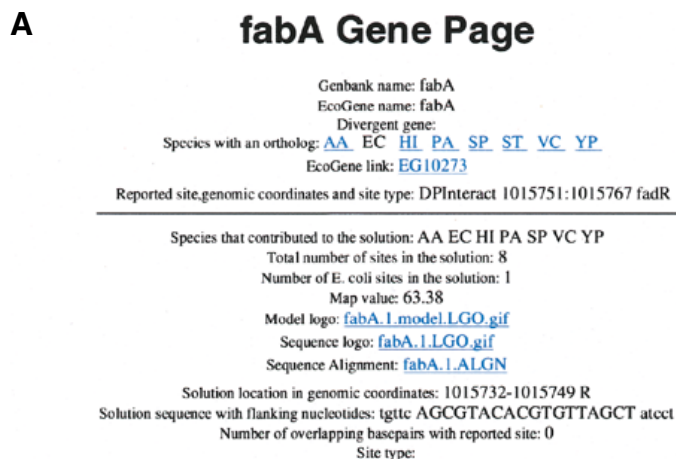 A
fabA Gene Page
Genbank name: fabA
EcoGene name: fabA
Divergent gene:
Species with an ortholog: AA EC HI PA SP ST VC YP
EcoGene link: EG10273
Reported site,genomic coordinates and site type: DPInteract 1015751:1015767 fadR
Species that contributed to the solution: AA EC HI PA SP VC YP
Total number of sites in the solution: 8
Number of E. coli sites in the solution: 1
Map value: 63.38
Model logo: fabA.1.model.LGO.gif
Sequence logo: fabA.1.LGO.gif
Sequence Alignment: fabA.1.ALGN
Solution location in genomic coordinates: 1015732-1015749 R
Solution sequence with flanking nucleotides: tgttc AGCGTACACGTGTTAGCT atcct
Number of overlapping basepairs with reported site: 0
Site type: